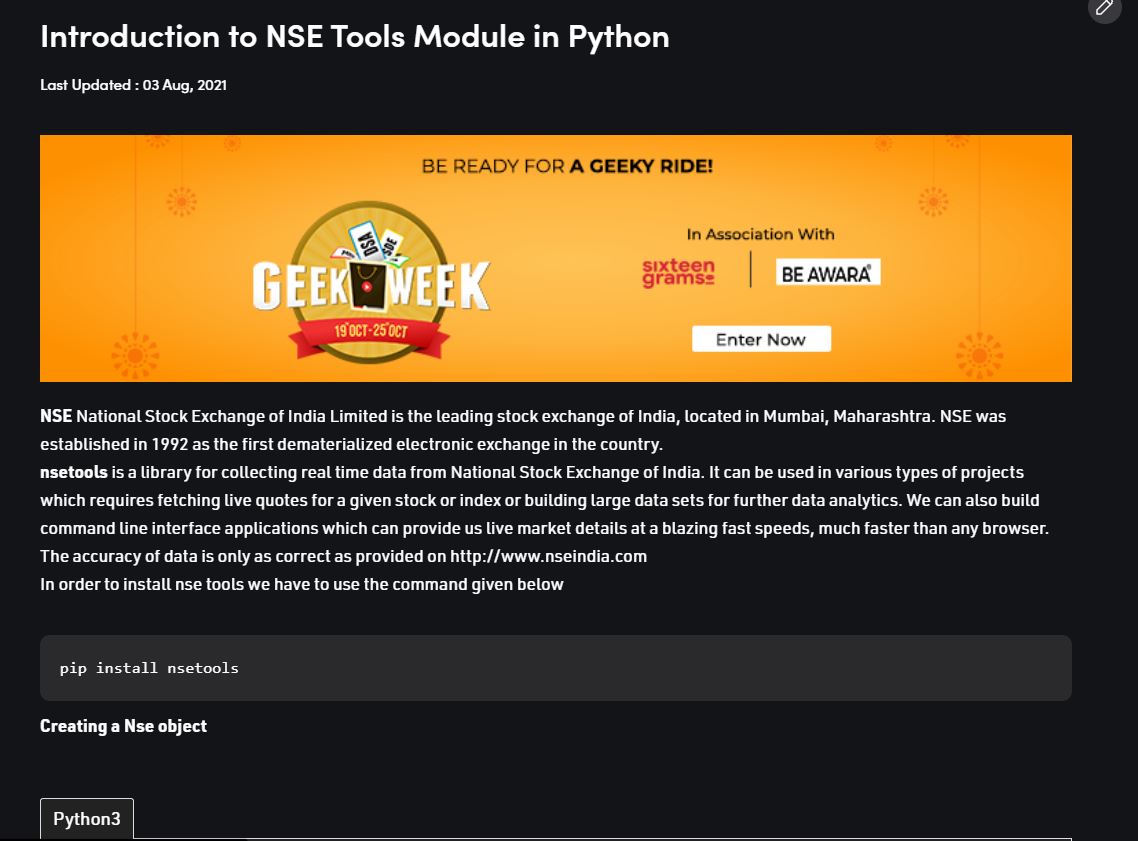 Introduction to NSE Tools Module in Python
Last Updated : 03 Aug, 2021
BE READY FOR A GEEKY RIDE!
DSA
SDE
GEEK WEEK
19 OCT - 25 OCT
In Association With
sixteen
grams
BE AWARA
Enter Now
NSE National Stock Exchange of India Limited is the leading stock exchange of India, located in Mumbai, Maharashtra. NSE was
established in 1992 as the first dematerialized electronic exchange in the country.
nsetools is a library for collecting real time data from National Stock Exchange of India. It can be used in various types of projects
which requires fetching live quotes for a given stock or index or building large data sets for further data analytics. We can also build
command line interface applications which can provide us live market details at a blazing fast speeds, much faster than any browser.
The accuracy of data is only as correct as provided on http://www.nseindia.com
In order to install nse tools we have to use the command given below
pip install nsetools
Creating a Nse object
Python3